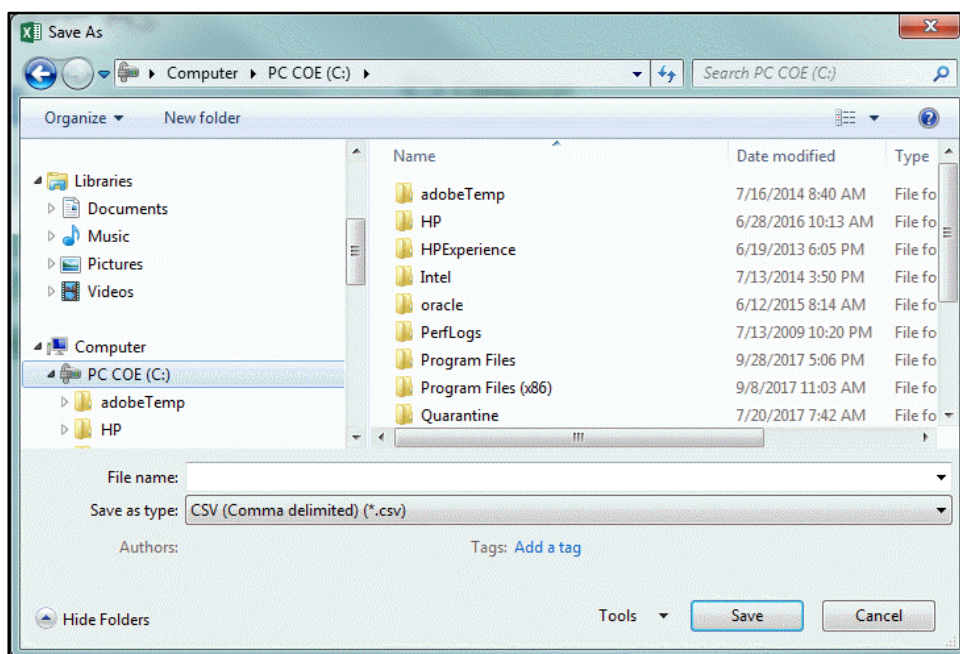 Save As
Computer PC COE (C:)
Search PC COE (C:)
Organize New folder
Name Date modified Type
Libraries
Documents
Music
Pictures
Videos
Computer
PC COE (C:)
adobeTemp
HP
adobeTemp 7/16/2014 8:40 AM File fo
HP 6/28/2016 10:13 AM File fo
HPExperience 6/19/2013 6:05 PM File fo
Intel 7/13/2014 3:50 PM File fo
oracle 6/12/2015 8:14 AM File fo
PerfLogs 7/13/2009 10:20 PM File fo
Program Files 9/28/2017 5:06 PM File fo
Program Files (x86) 9/8/2017 11:03 AM File fo
Quarantine 7/20/2017 7:42 AM File fo
File name:
Save as type: CSV (Comma delimited) (*.csv)
Authors: Tags: Add a tag
Hide Folders Tools Save Cancel